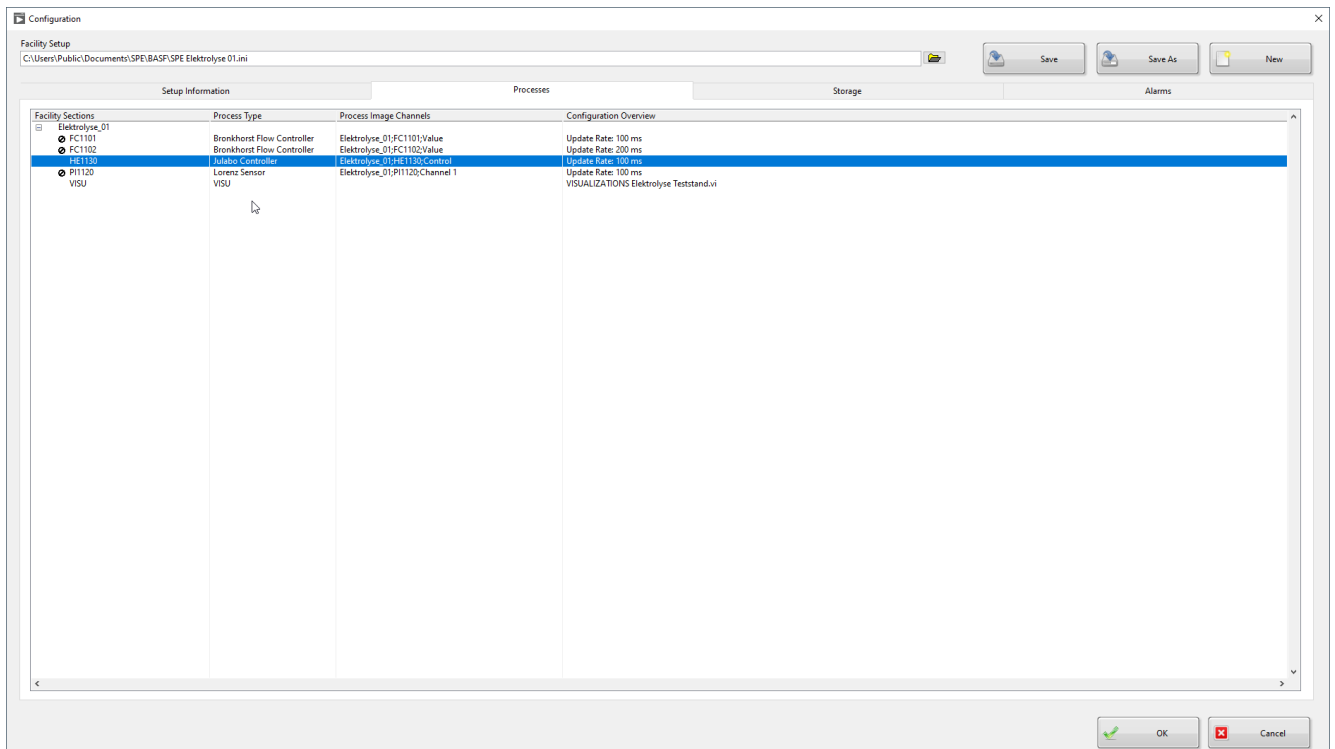 Configuration
Facility Setup
C:\Users\Public\Documents\SPE\BASF\SPE Elektrolyse 01.ini
Save
Save As
New
Setup Information
Processes
Storage
Alarms
Facility Sections Process Type Process Image Channels Configuration Overview
Elektrolyse_01
FC1101 Bronkhorst Flow Controller Elektrolyse_01;FC1101;Value Update Rate: 100 ms
FC1102 Bronkhorst Flow Controller Elektrolyse_01;FC1102;Value Update Rate: 200 ms
HE1130 Julabo Controller Elektrolyse_01;HE1130;Control Update Rate: 100 ms
PI1120 Lorenz Sensor Elektrolyse_01;PI1120;Channel 1 Update Rate: 100 ms
VISU VISU VISUALIZATIONS Elektrolyse Teststand.vi
OK
Cancel